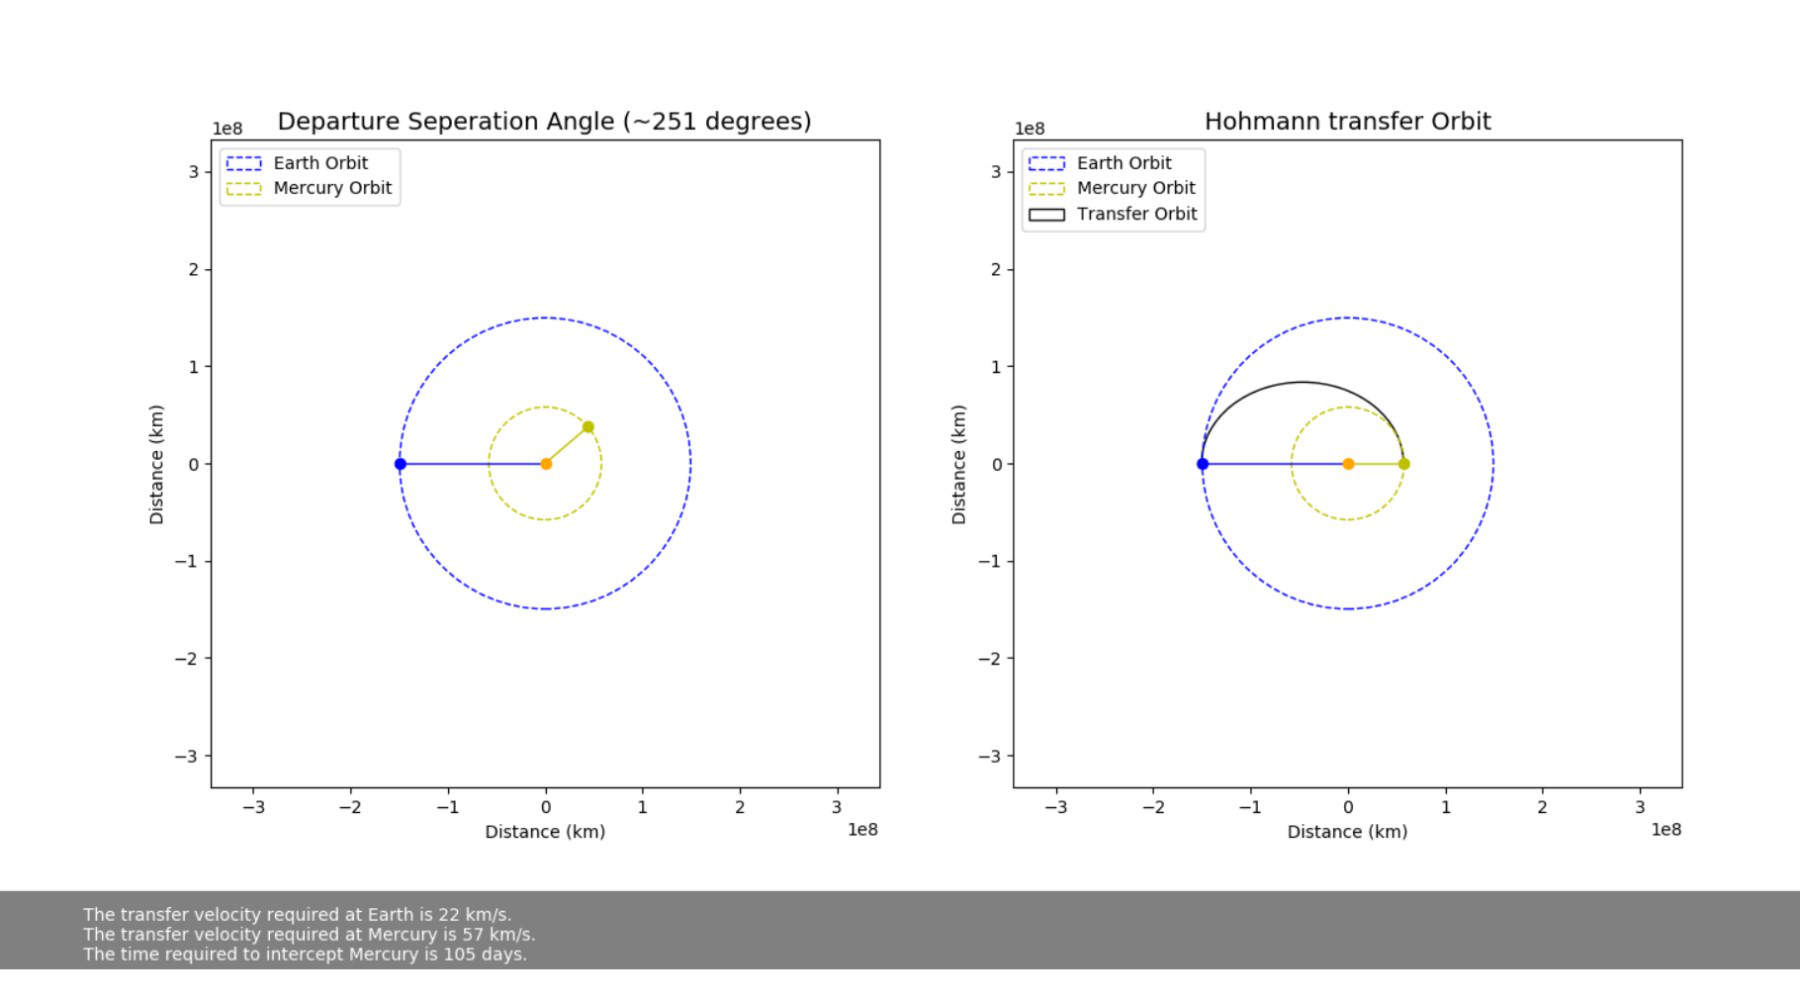 Departure Seperation Angle (~251 degrees)
1e8
Earth Orbit
Mercury Orbit
3
2
1
0
−1
−2
−3
Distance (km)
−3 −2 −1 0 1 2 3
1e8
Distance (km)
Hohmann transfer Orbit
1e8
Earth Orbit
Mercury Orbit
Transfer Orbit
3
2
1
0
−1
−2
−3
Distance (km)
−3 −2 −1 0 1 2 3
1e8
Distance (km)
The transfer velocity required at Earth is 22 km/s.
The transfer velocity required at Mercury is 57 km/s.
The time required to intercept Mercury is 105 days.